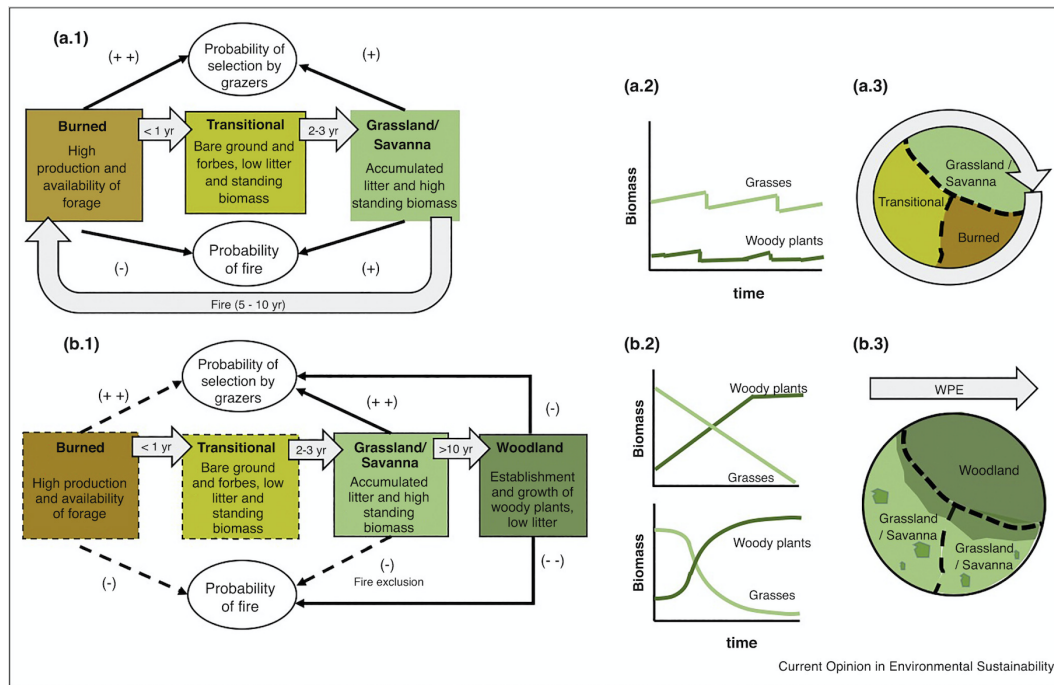 (a.1)
(+ +)
Probability of
selection by
grazers
(+)
Burned
High
production and
availability of
forage
< 1 yr
Transitional
Bare ground
and forbes, low
litter and
standing
biomass
2-3 yr
Grassland/
Savanna
Accumulated
litter and high
standing biomass
(-)
Probability
of fire
(+)
Fire (5 - 10 yr)
(a.2)
Biomass
Grasses
Woody plants
time
(a.3)
Grassland /
Savanna
Transitional
Burned
(b.1)
(+ +)
Probability of
selection by
grazers
(+ +)
(-)
Burned
High production
and availability
of forage
< 1 yr
Transitional
Bare ground
and forbes, low
litter and
standing
biomass
2-3 yr
Grassland/
Savanna
Accumulated
litter and high
standing
biomass
>10 yr
Woodland
Establishment
and growth of
woody plants,
low litter
(-)
Probability
of fire
(-)
Fire exclusion
(- -)
(b.2)
Biomass
Woody plants
Grasses
Biomass
Woody plants
Grasses
time
(b.3)
WPE
Woodland
Grassland
/ Savanna
Grassland
/ Savanna
Current Opinion in Environmental Sustainability